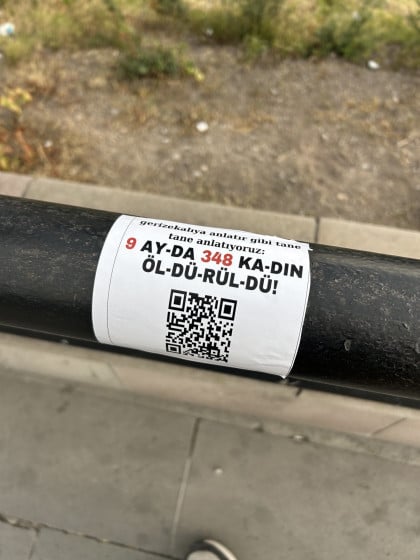 gerizekalıya anlatır gibi tane
tane anlatıyoruz:
9 AY-DA 348 KA-DIN
ÖL-DÜ-RÜL-DÜ!